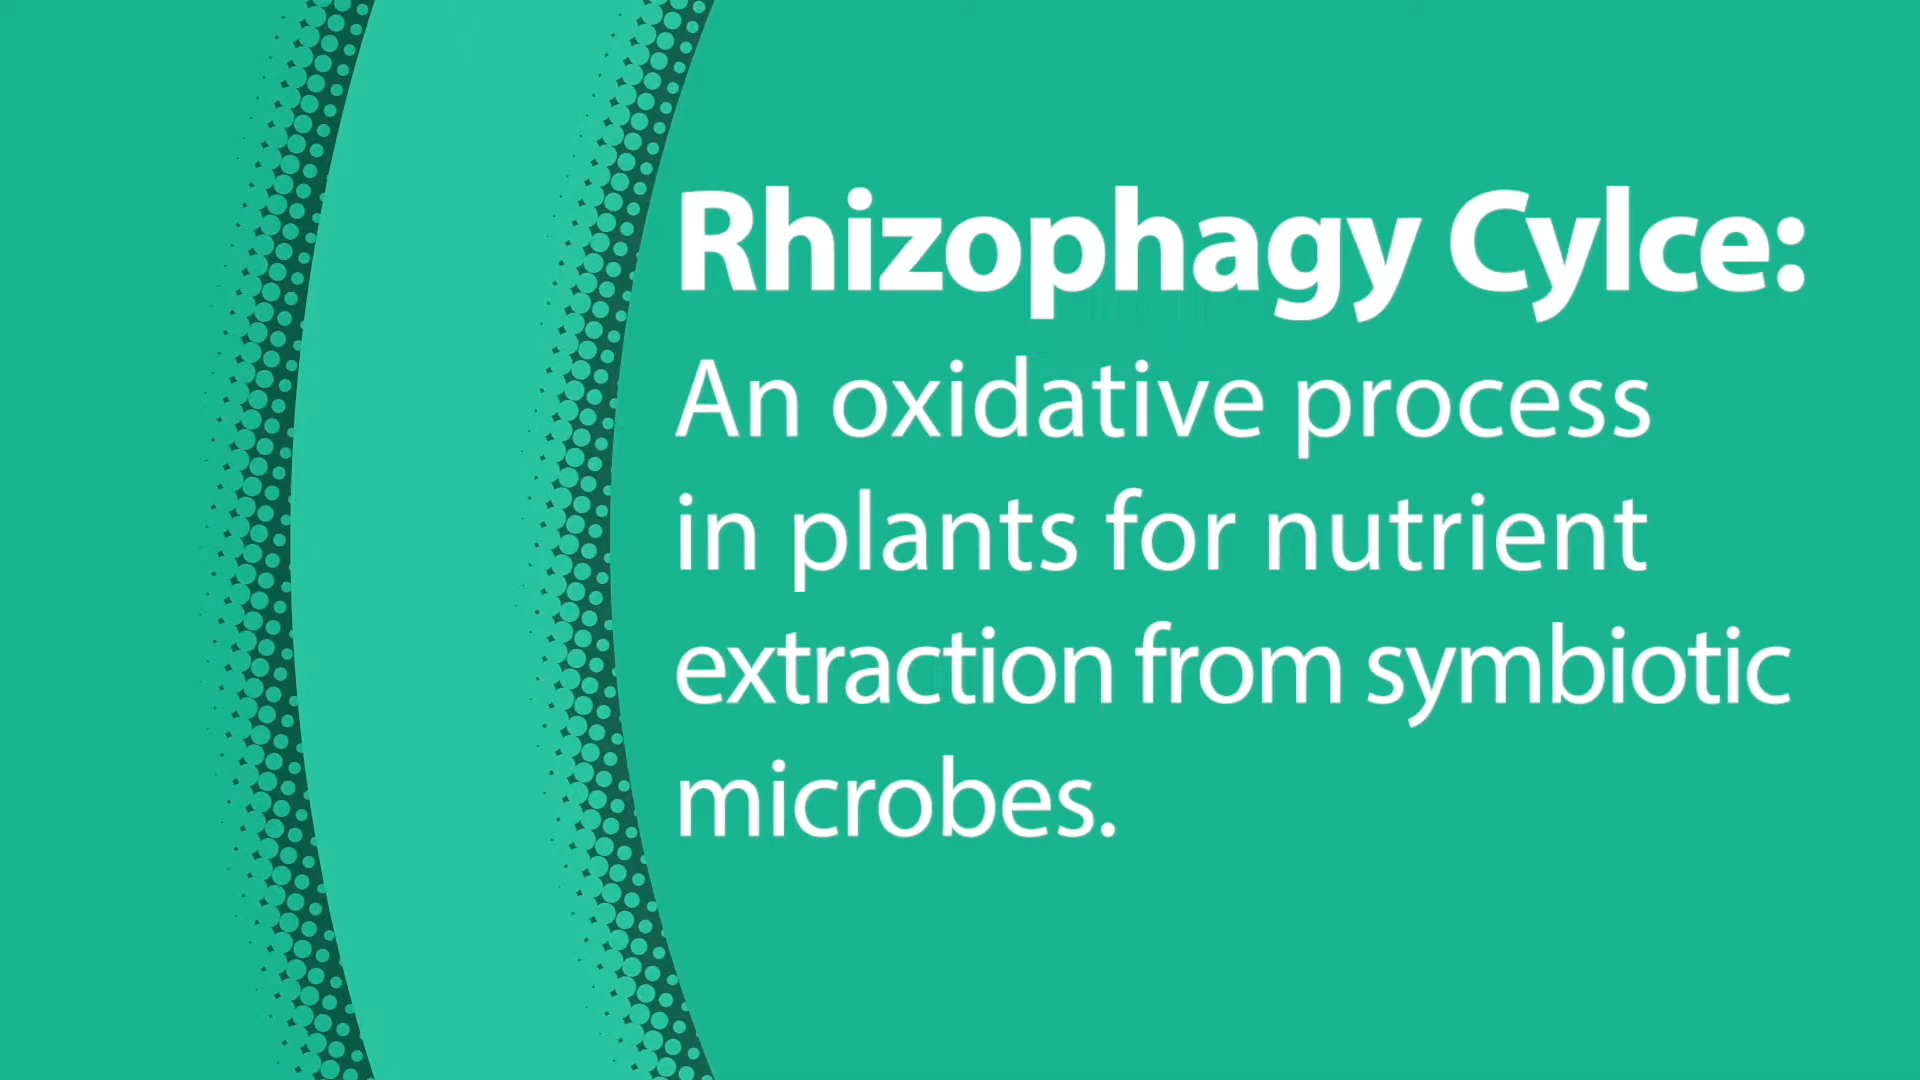 Rhizophagy Cylce:
An oxidative process
in plants for nutrient
extraction from symbiotic
microbes.